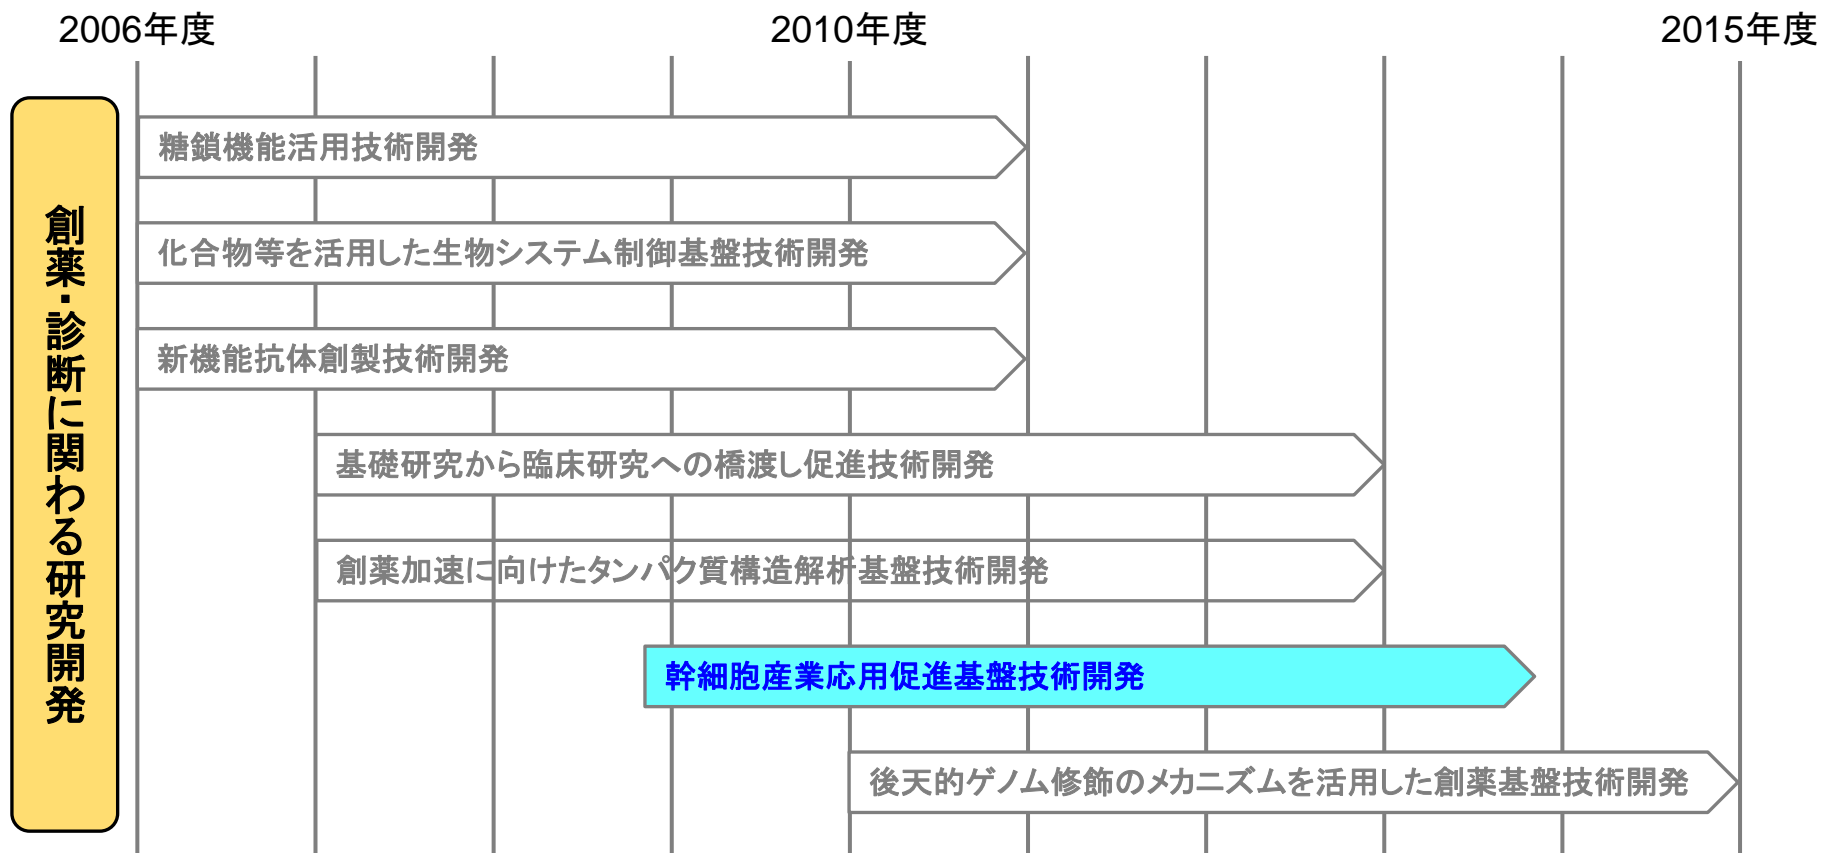 2006年度 2010年度 2015年度
創薬・診断に関わる研究開発
糖鎖機能活用技術開発
化合物等を活用した生物システム制御基盤技術開発
新機能抗体創製技術開発
基礎研究から臨床研究への橋渡し促進技術開発
創薬加速に向けたタンパク質構造解析基盤技術開発
幹細胞産業応用促進基盤技術開発
後天的ゲノム修飾のメカニズムを活用した創薬基盤技術開発